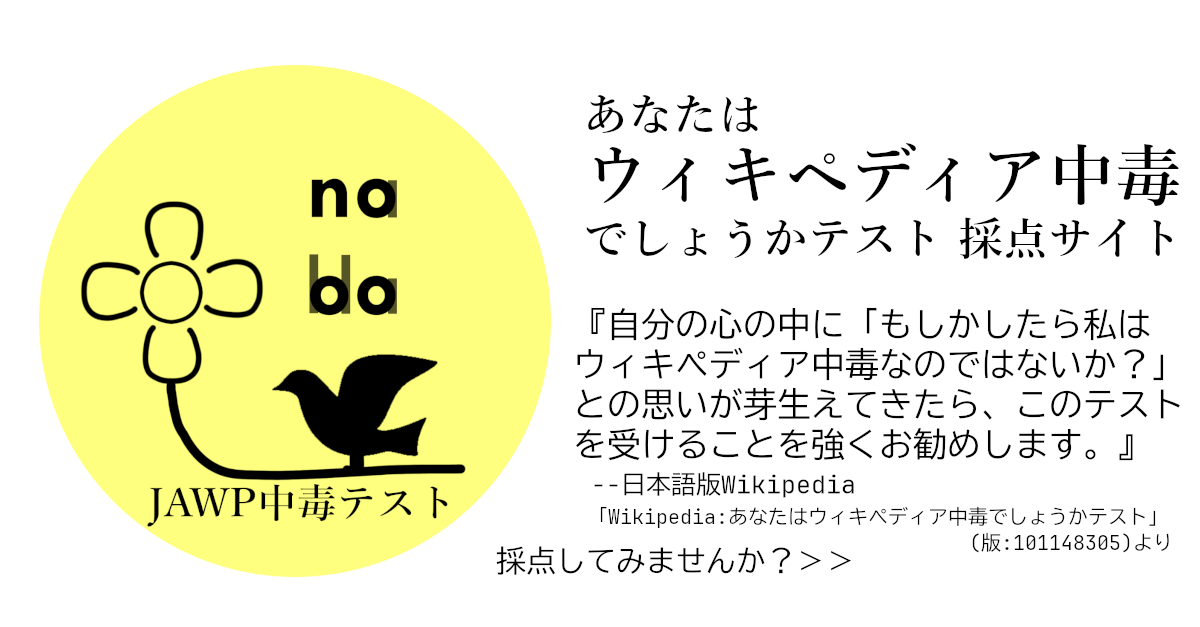 na
bo
JAWP中毒テスト
あなたは
ウィキペディア中毒
でしょうかテスト 採点サイト
『自分の心の中に「もしかしたら私は
ウィキペディア中毒なのではないか？」
との思いが芽生えてきたら、このテスト
を受けることを強くお勧めします。』
--日本語版Wikipedia
「Wikipedia:あなたはウィキペディア中毒でしょうかテスト」
(版:101148305)より
採点してみませんか？＞＞